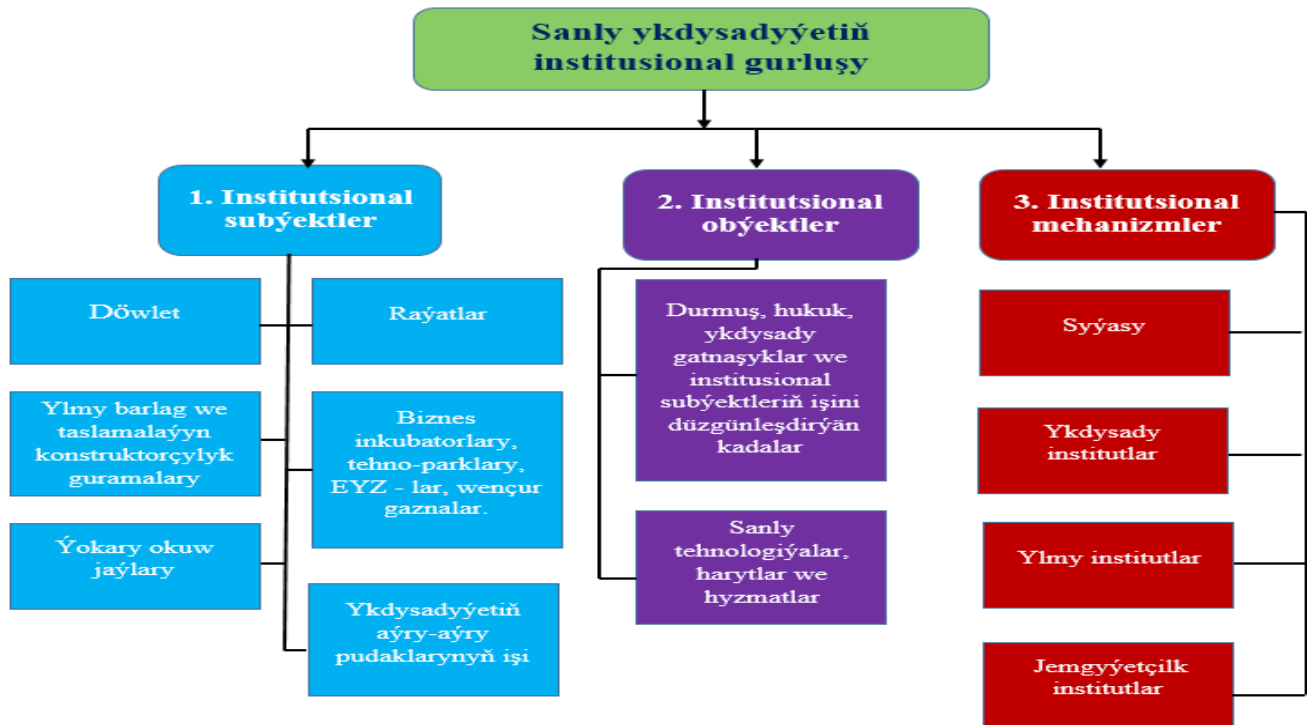 Sanly ykdysadyýetiň
institusional gurluşy
1. Institutsional
subýektler
2. Institutsional
obýektler
3. Institutsional
mehanizmler
Döwlet
Raýatlar
Ylmy barlag we
taslamalaýyn
konstruktorçylyk
guramalary
Biznes
inkubatorlary,
tehno-parklary,
EYZ - lar, wençur
gaznalar.
Ýokary okuw
jaýlary
Ykdysadyýetiň
aýry-aýry
pudaklarynyň işi
Durmuş, hukuk,
ykdysady
gatnaşyklar we
institusional
subýektleriň işini
düzgünleşdirýän
kadalar
Sanly
tehnologiýalar,
harytlar we
hyzmatlar
Syýasy
Ykdysady
institutlar
Ylmy institutlar
Jemgyýetçilk
institutlar